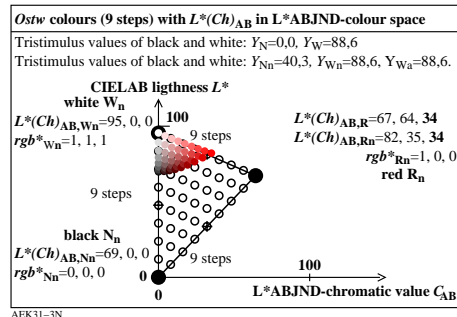 Ostw colours (9 steps) with L*(Ch)AB in L*ABJND-colour space
Tristimulus values of black and white: YN=0,0, YW=88,6
Tristimulus values of black and white: YNn=40,3, YWn=88,6, YWa=88,6.
CIELAB ligthness L*
white Wn
100
L*(Ch)AB,Wn=95, 0, 0
rgb*Wn=1, 1, 1
9 steps
L*(Ch)AB,R=67, 64, 34
L*(Ch)AB,Rn=82, 35, 34
rgb*Rn=1, 0, 0
red Rn
9 steps
black Nn
L*(Ch)AB,Nn=69, 0, 0
rgb*Nn=0, 0, 0
9 steps
0
0
100
L*ABJND-chromatic value CAB
AEK31-3N